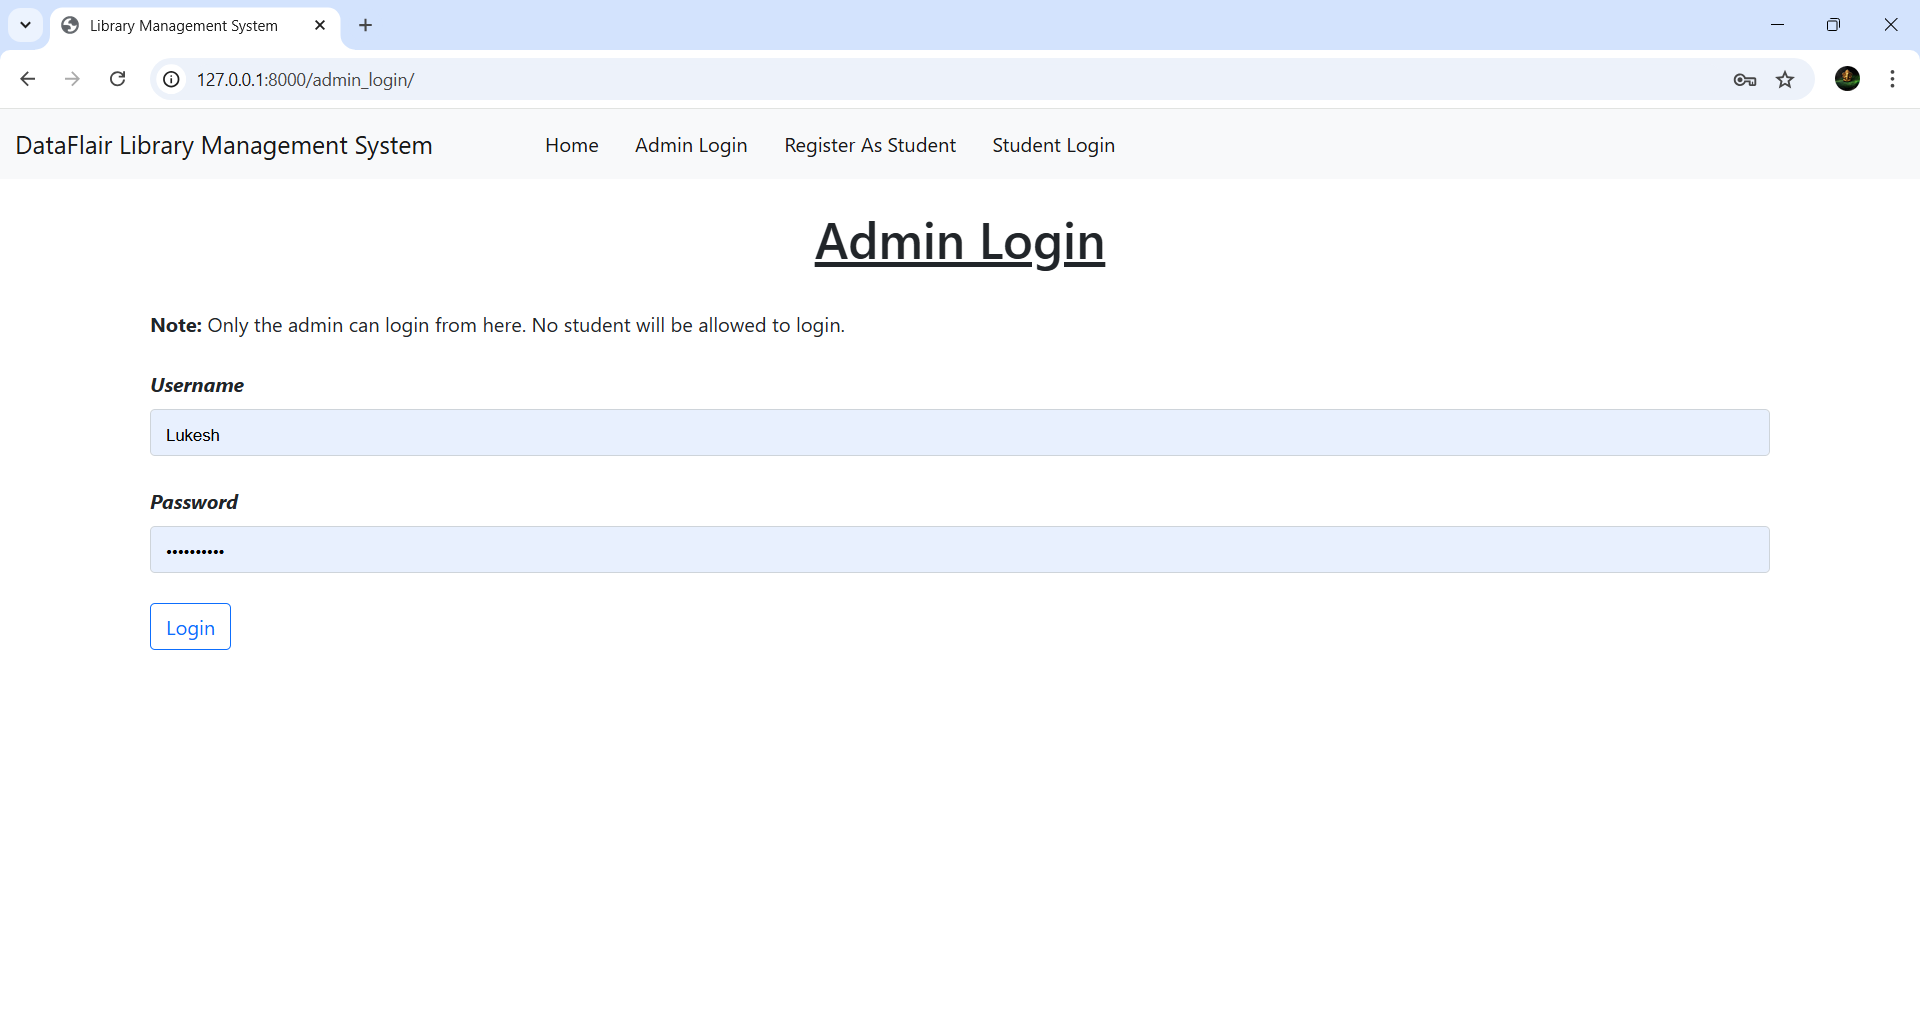 Library Management System
127.0.0.1:8000/admin_login/
DataFlair Library Management System Home Admin Login Register As Student Student Login
Admin Login
Note: Only the admin can login from here. No student will be allowed to login.
Username
Lukesh
Password
••••••••••
Login